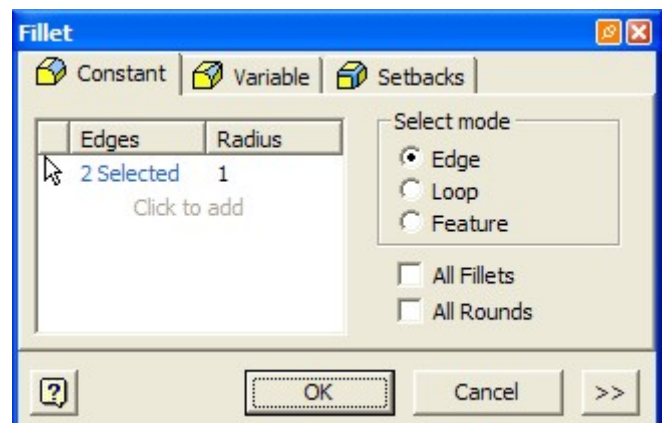 Fillet
Constant Variable Setbacks
Edges Radius
2 Selected 1
Click to add
Select mode
Edge
Loop
Feature
All Fillets
All Rounds
? OK Cancel >>